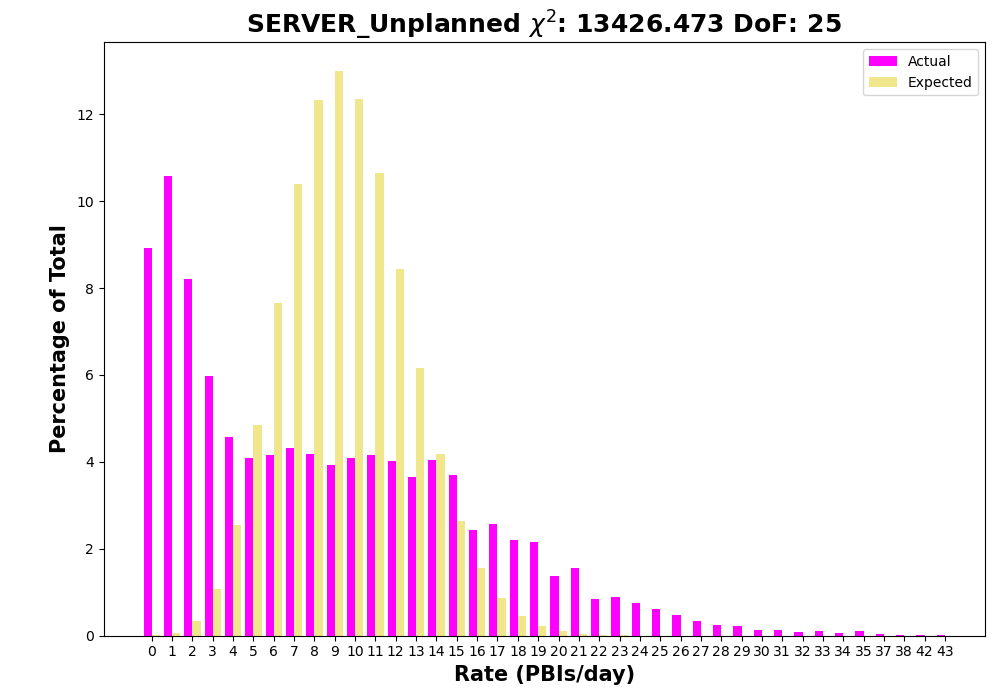 SERVER_Unplanned χ²: 13426.473 DoF: 25
Actual
Expected
Percentage of Total
12
10
8
6
4
2
0
0 1 2 3 4 5 6 7 8 9 10 11 12 13 14 15 16 17 18 19 20 21 22 23 24 25 26 27 28 29 30 31 32 33 34 35 37 38 42 43
Rate (PBIs/day)